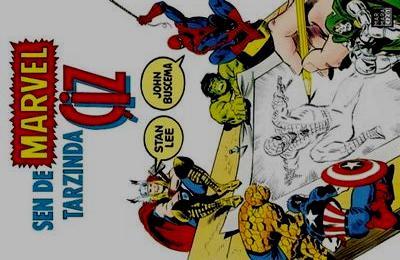 SEN DE MARVEL
TARZINDA ÇİZ
STAN
LEE
JOHN
BUSCEMA